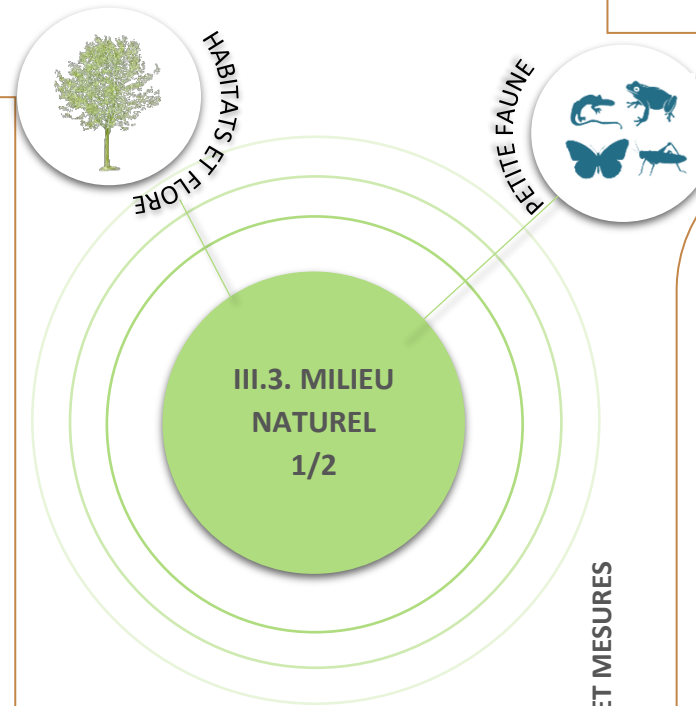 HABITATS ET FLORE
PETITE FAUNE
III.3. MILIEU
NATUREL
1/2
ET MESURES